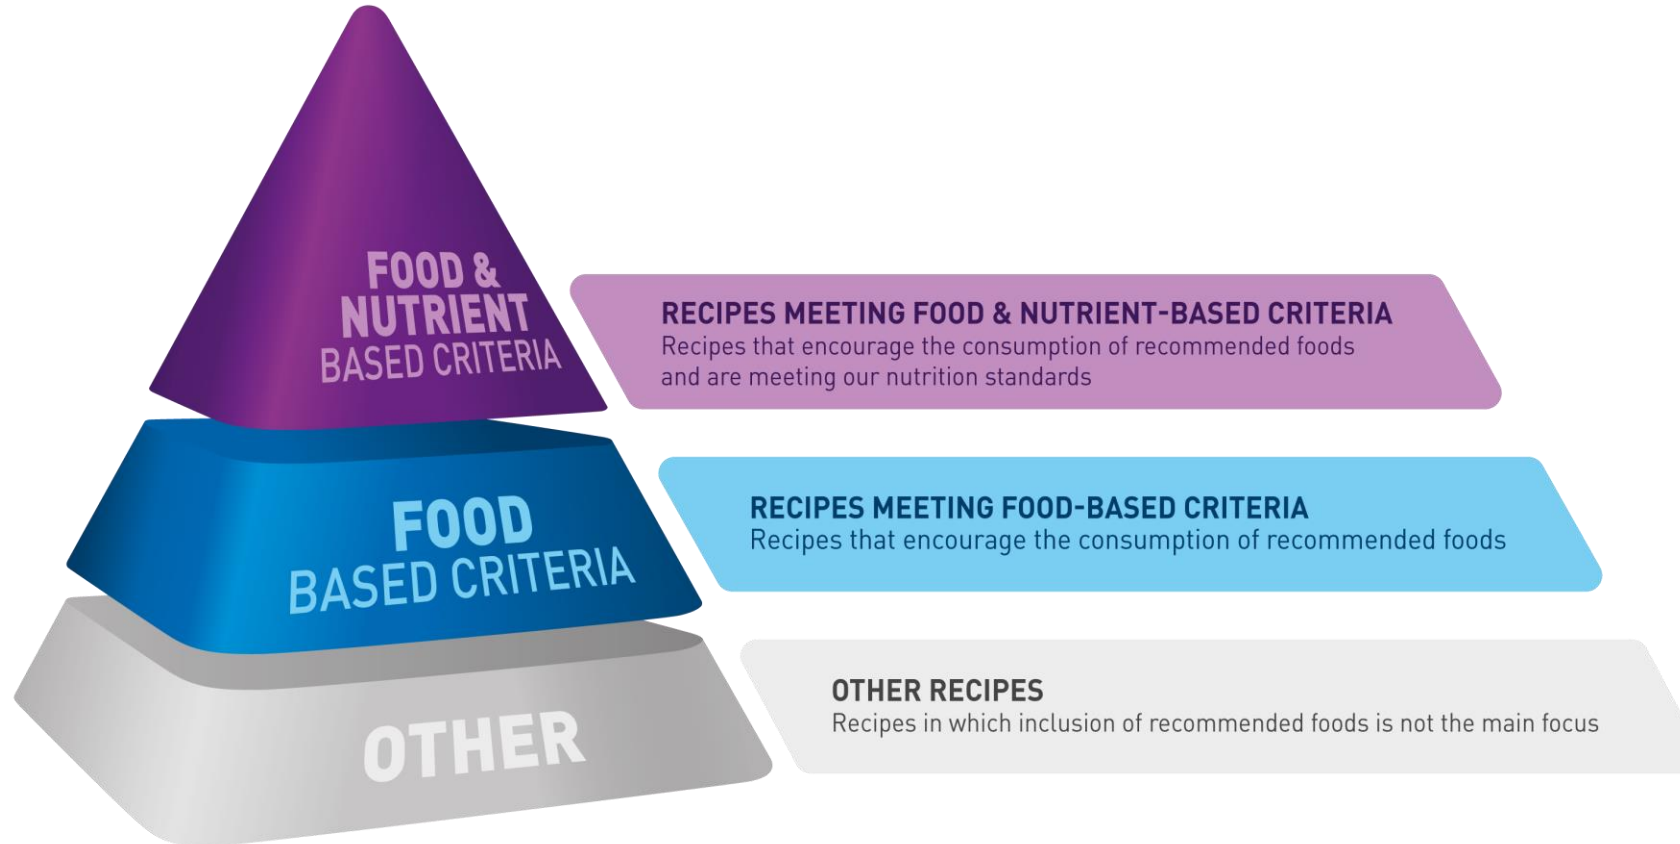 FOOD &
NUTRIENT
BASED CRITERIA
RECIPES MEETING FOOD & NUTRIENT-BASED CRITERIA
Recipes that encourage the consumption of recommended foods
and are meeting our nutrition standards
FOOD
BASED CRITERIA
RECIPES MEETING FOOD-BASED CRITERIA
Recipes that encourage the consumption of recommended foods
OTHER
OTHER RECIPES
Recipes in which inclusion of recommended foods is not the main focus